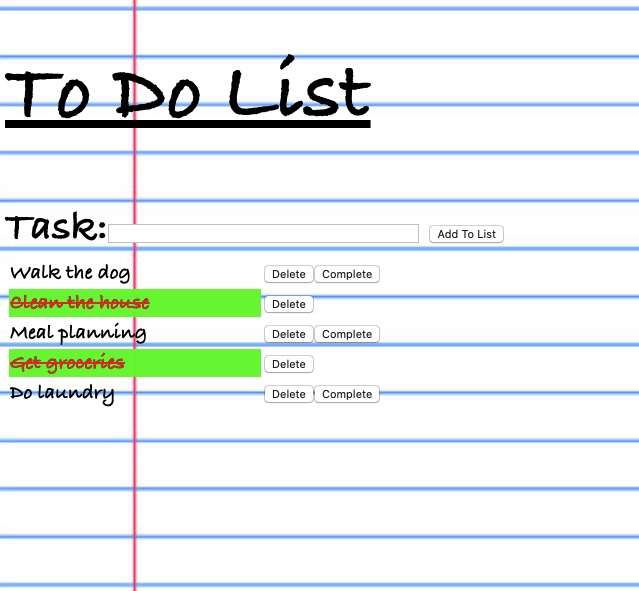 To Do List
Task: Add To List
Walk the dog Delete Complete
Clean the house Delete
Meal planning Delete Complete
Get groceries Delete
Do laundry Delete Complete